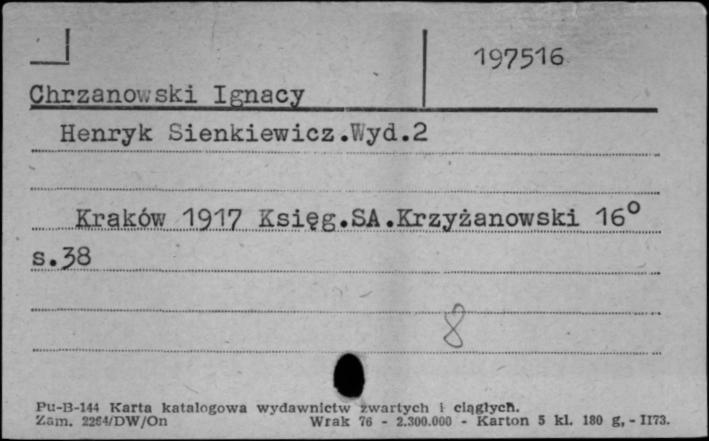 197516
Chrzanowski Ignacy
Henryk Sienkiewicz.Wyd.2
Kraków 1917 Księg.SA.Krzyżanowski 16°
s.38
8
Pu-B-144 Karta katalogowa wydawnictw zwartych i ciągłych.
Zam. 2264/DW/On Wrak 76 - 2.300.000 - Karton 5 kl. 180 g, - II73.